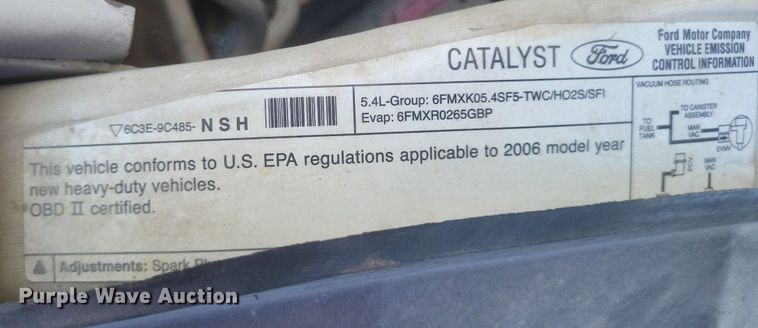 CATALYST Ford
Ford Motor Company
VEHICLE EMISSION
CONTROL INFORMATION
▽6C3E-9C485- NSH
5.4L-Group: 6FMXK05.4SF5-TWC/HO2S/SFI
Evap: 6FMXR0265GBP
VACUUM HOSE ROUTING
TO CANISTER
ASSEMBLY
TO
FUEL
TANK
MAN
VAC
EVMV
PCV
MAN
VAC
This vehicle conforms to U.S. EPA regulations applicable to 2006 model year
new heavy-duty vehicles.
OBD II certified.
Adjustments: Spark
Purple Wave Auction